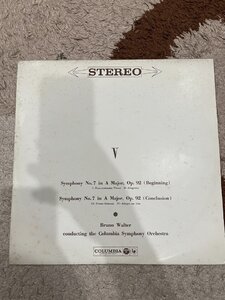 STEREO
V
Symphony No. 7 in A Major, Op. 92 (Beginning)
Symphony No. 7 in A Major, Op. 92 (Conclusion)
Bruno Walter
conducting the Columbia Symphony Orchestra
COLUMBIA